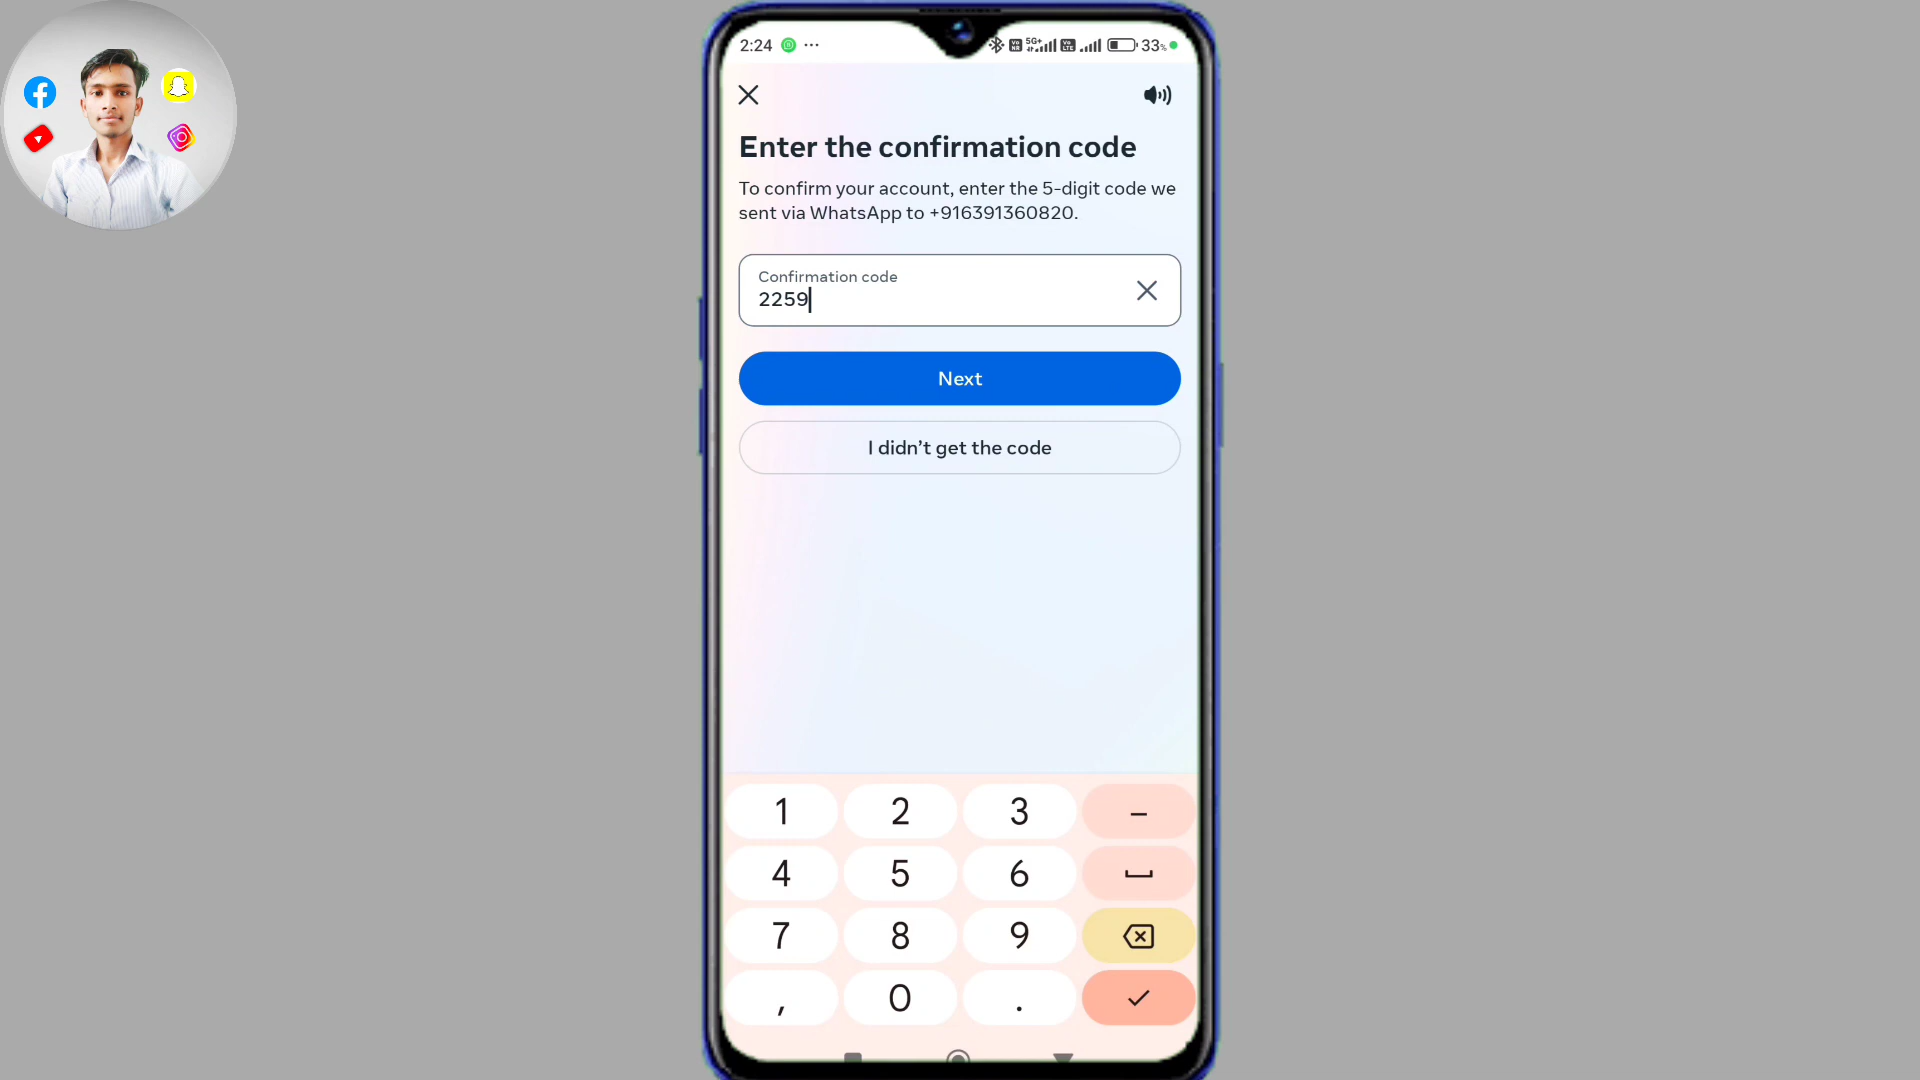 2:24 ··· 5G+ 33%
Enter the confirmation code
To confirm your account, enter the 5-digit code we
sent via WhatsApp to +916391360820.
Confirmation code
2259
Next
I didn’t get the code
1 2 3 –
4 5 6
7 8 9
, 0 .